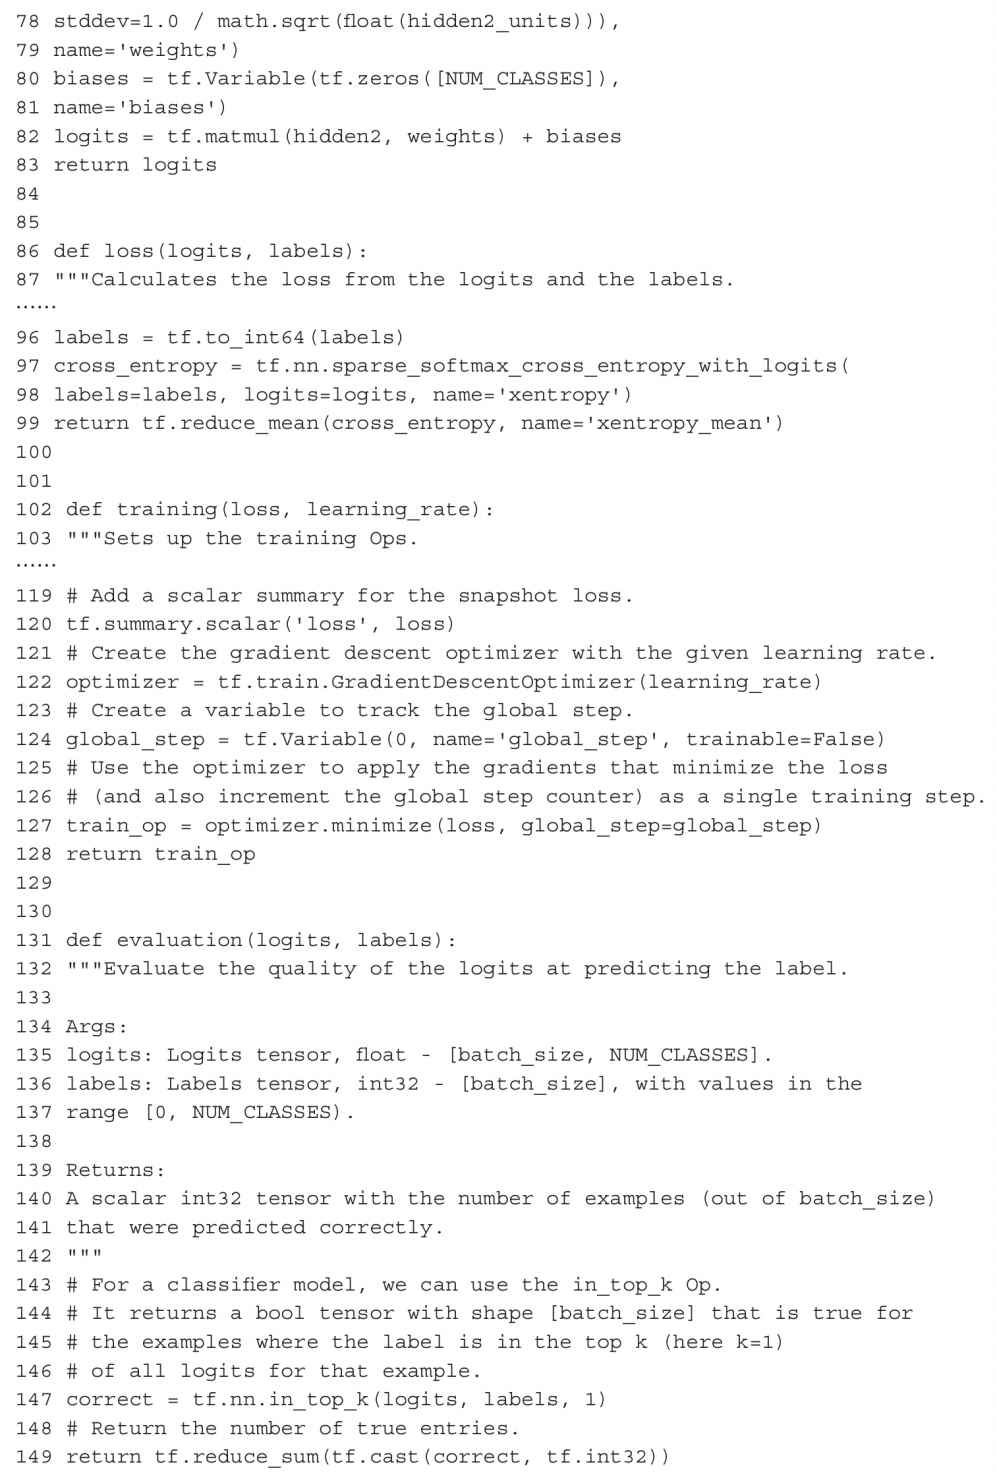 78 stddev=1.0 / math.sqrt(float(hidden2_units))),
79 name='weights')
80 biases = tf.Variable(tf.zeros([NUM_CLASSES]),
81 name='biases')
82 logits = tf.matmul(hidden2, weights) + biases
83 return logits
84
85
86 def loss(logits, labels):
87 """Calculates the loss from the logits and the labels.
......
96 labels = tf.to_int64(labels)
97 cross_entropy = tf.nn.sparse_softmax_cross_entropy_with_logits(
98 labels=labels, logits=logits, name='xentropy')
99 return tf.reduce_mean(cross_entropy, name='xentropy_mean')
100
101
102 def training(loss, learning_rate):
103 """Sets up the training Ops.
......
119 # Add a scalar summary for the snapshot loss.
120 tf.summary.scalar('loss', loss)
121 # Create the gradient descent optimizer with the given learning rate.
122 optimizer = tf.train.GradientDescentOptimizer(learning_rate)
123 # Create a variable to track the global step.
124 global_step = tf.Variable(0, name='global_step', trainable=False)
125 # Use the optimizer to apply the gradients that minimize the loss
126 # (and also increment the global step counter) as a single training step.
127 train_op = optimizer.minimize(loss, global_step=global_step)
128 return train_op
129
130
131 def evaluation(logits, labels):
132 """Evaluate the quality of the logits at predicting the label.
133
134 Args:
135 logits: Logits tensor, float - [batch_size, NUM_CLASSES].
136 labels: Labels tensor, int32 - [batch_size], with values in the
137 range [0, NUM_CLASSES).
138
139 Returns:
140 A scalar int32 tensor with the number of examples (out of batch_size)
141 that were predicted correctly.
142 """
143 # For a classifier model, we can use the in_top_k Op.
144 # It returns a bool tensor with shape [batch_size] that is true for
145 # the examples where the label is in the top k (here k=1)
146 # of all logits for that example.
147 correct = tf.nn.in_top_k(logits, labels, 1)
148 # Return the number of true entries.
149 return tf.reduce_sum(tf.cast(correct, tf.int32))